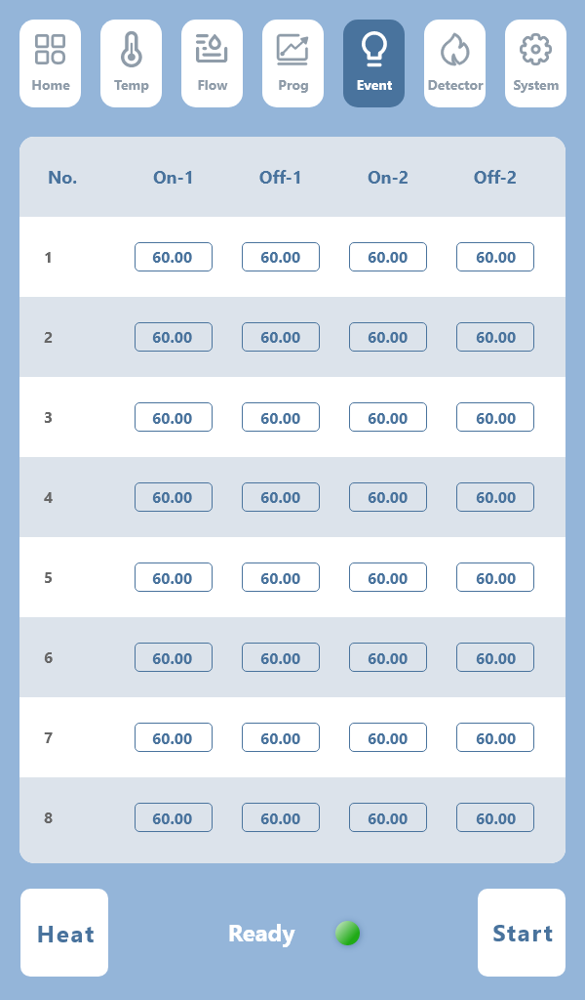 Home Temp Flow Prog Event Detector System
No. On-1 Off-1 On-2 Off-2
1 60.00 60.00 60.00 60.00
2 60.00 60.00 60.00 60.00
3 60.00 60.00 60.00 60.00
4 60.00 60.00 60.00 60.00
5 60.00 60.00 60.00 60.00
6 60.00 60.00 60.00 60.00
7 60.00 60.00 60.00 60.00
8 60.00 60.00 60.00 60.00
Heat Ready Start